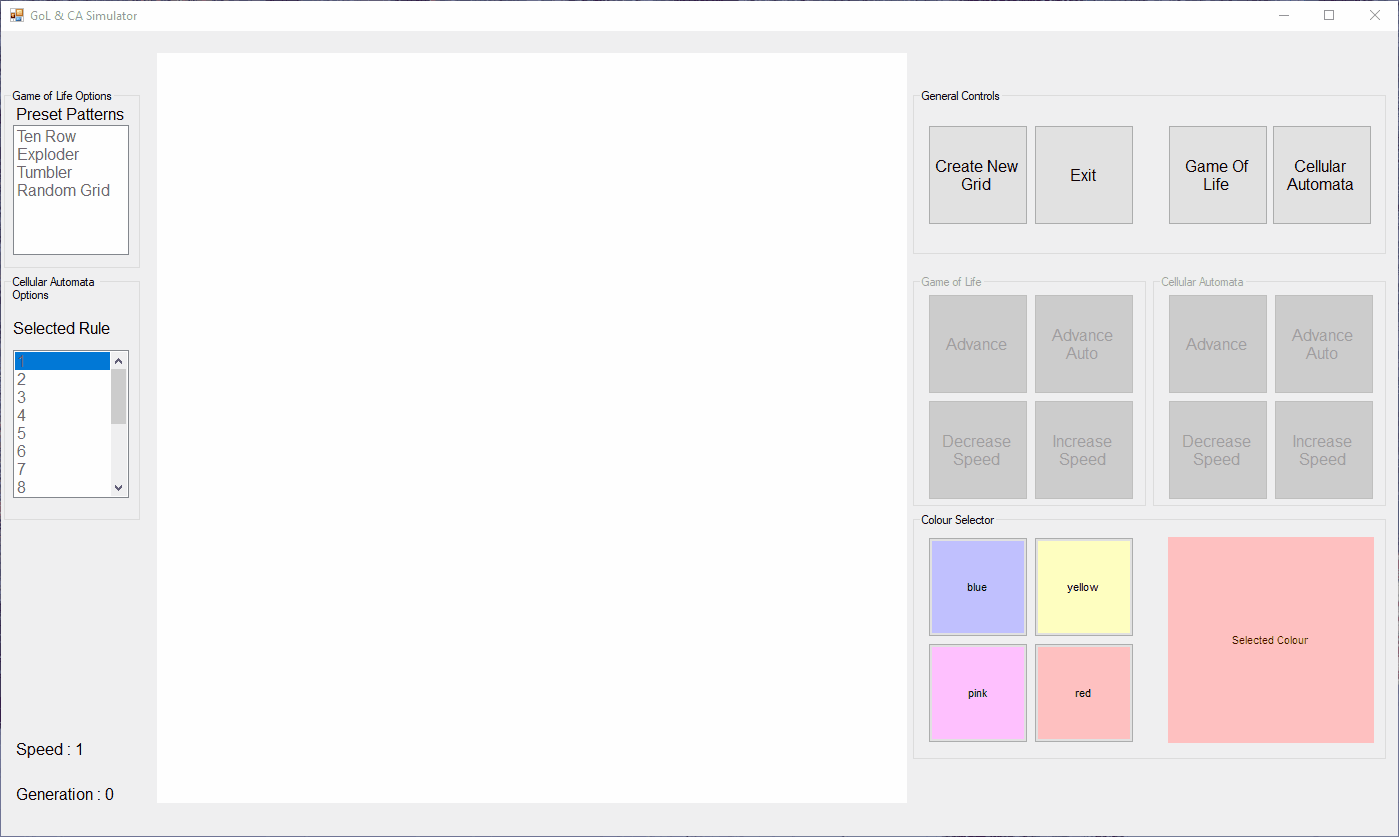 GoL & CA Simulator
Game of Life Options
Preset Patterns
Ten Row
Exploder
Tumbler
Random Grid
Cellular Automata
Options
Selected Rule
1
2
3
4
5
6
7
8
Speed : 1
Generation : 0
General Controls
Create New
Grid
Exit
Game Of
Life
Cellular
Automata
Game of Life
Advance
Advance
Auto
Decrease
Speed
Increase
Speed
Cellular Automata
Advance
Advance
Auto
Decrease
Speed
Increase
Speed
Colour Selector
blue
yellow
pink
red
Selected Colour